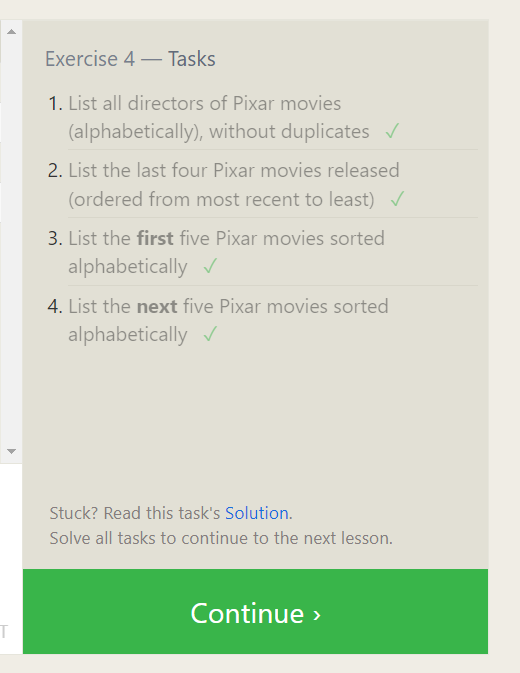 Exercise 4 — Tasks
1. List all directors of Pixar movies
(alphabetically), without duplicates ✓
2. List the last four Pixar movies released
(ordered from most recent to least) ✓
3. List the first five Pixar movies sorted
alphabetically ✓
4. List the next five Pixar movies sorted
alphabetically ✓
Stuck? Read this task's Solution.
Solve all tasks to continue to the next lesson.
T
Continue ›